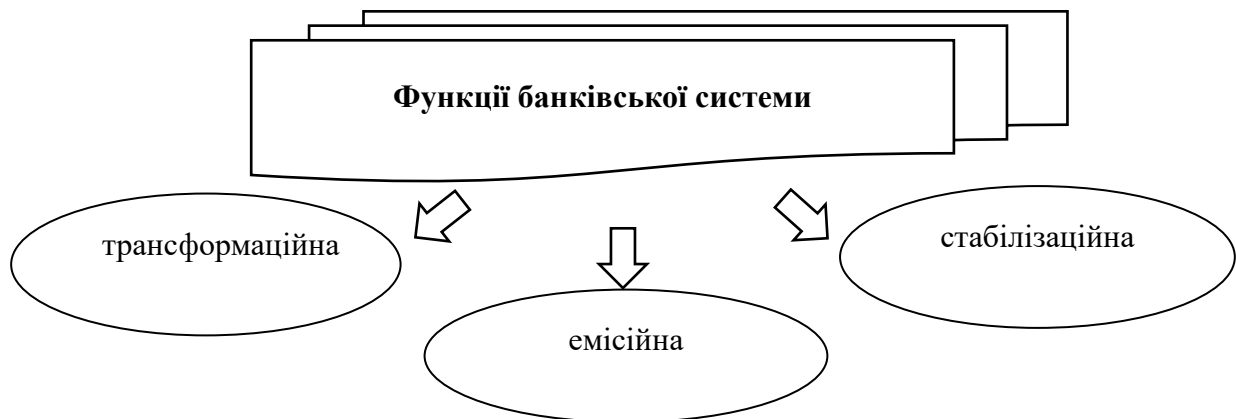 Функції банківської системи
трансформаційна
емісійна
стабілізаційна